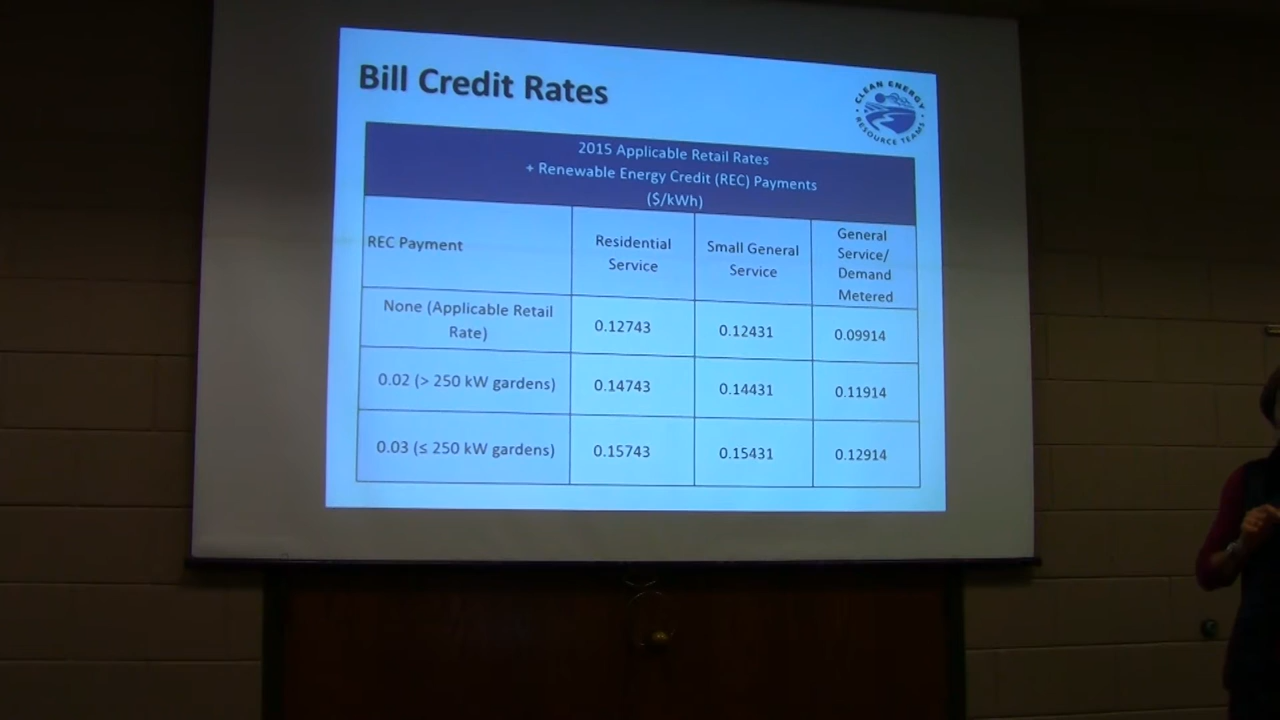 Bill Credit Rates
CLEAN ENERGY
RESOURCE TEAMS
2015 Applicable Retail Rates
+ Renewable Energy Credit (REC) Payments
($/kWh)
REC Payment
Residential
Service
Small General
Service
General
Service/
Demand
Metered
None (Applicable Retail
Rate)
0.12743
0.12431
0.09914
0.02 (> 250 kW gardens)
0.14743
0.14431
0.11914
0.03 (≤ 250 kW gardens)
0.15743
0.15431
0.12914